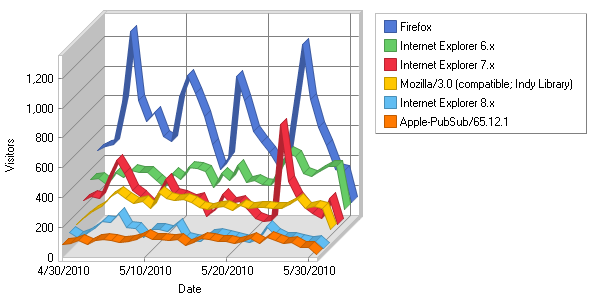 Firefox
Internet Explorer 6.x
Internet Explorer 7.x
Mozilla/3.0 (compatible; Indy Library)
Internet Explorer 8.x
Apple-PubSub/65.12.1
Visitors
1,200
1,000
800
600
400
200
0
4/30/2010 5/10/2010 5/20/2010 5/30/2010
Date